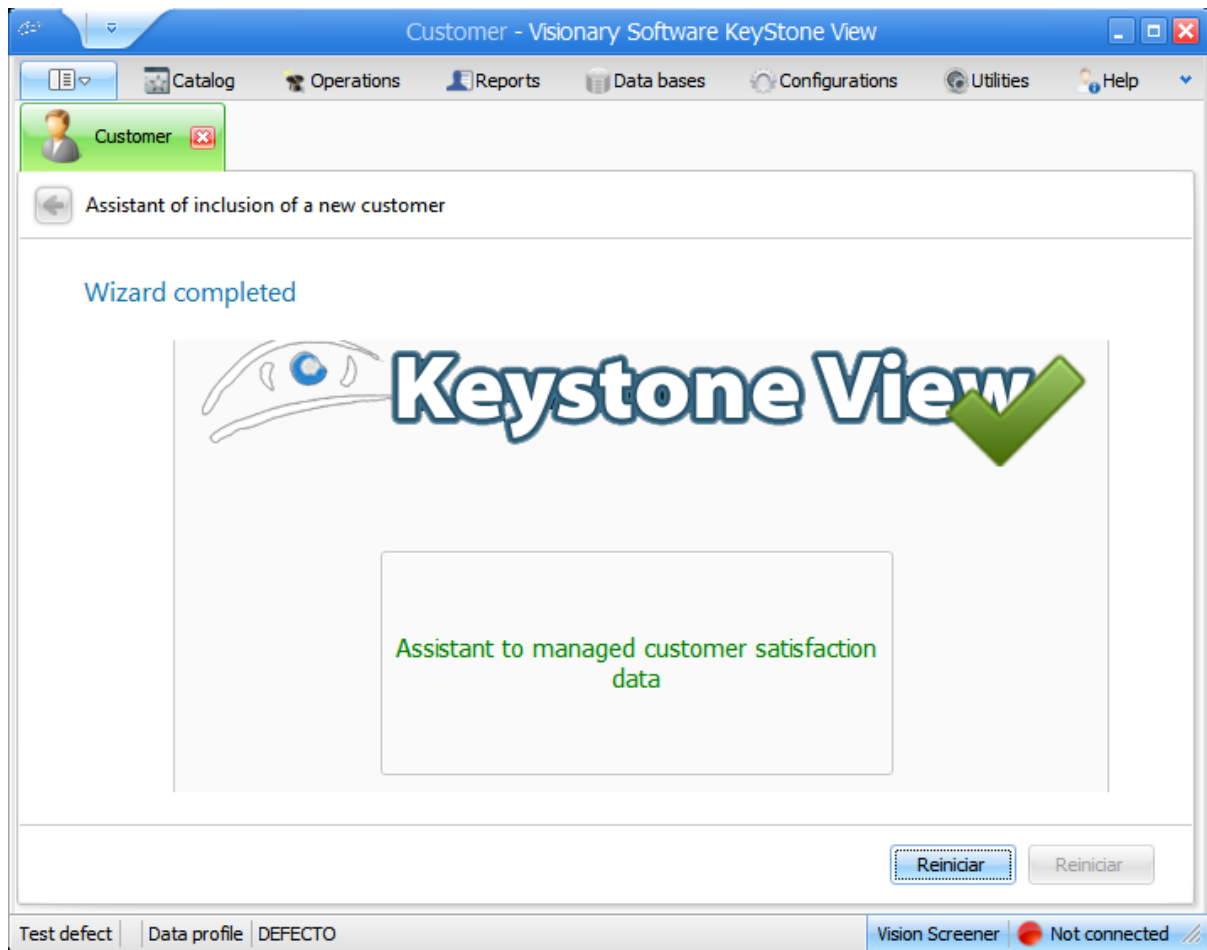 Customer - Visionary Software KeyStone View
Catalog Operations Reports Data bases Configurations Utilities Help
Customer
Assistant of inclusion of a new customer
Wizard completed
Keystone View
Assistant to managed customer satisfaction
data
Reiniciar Reiniciar
Test defect Data profile DEFECTO Vision Screener Not connected